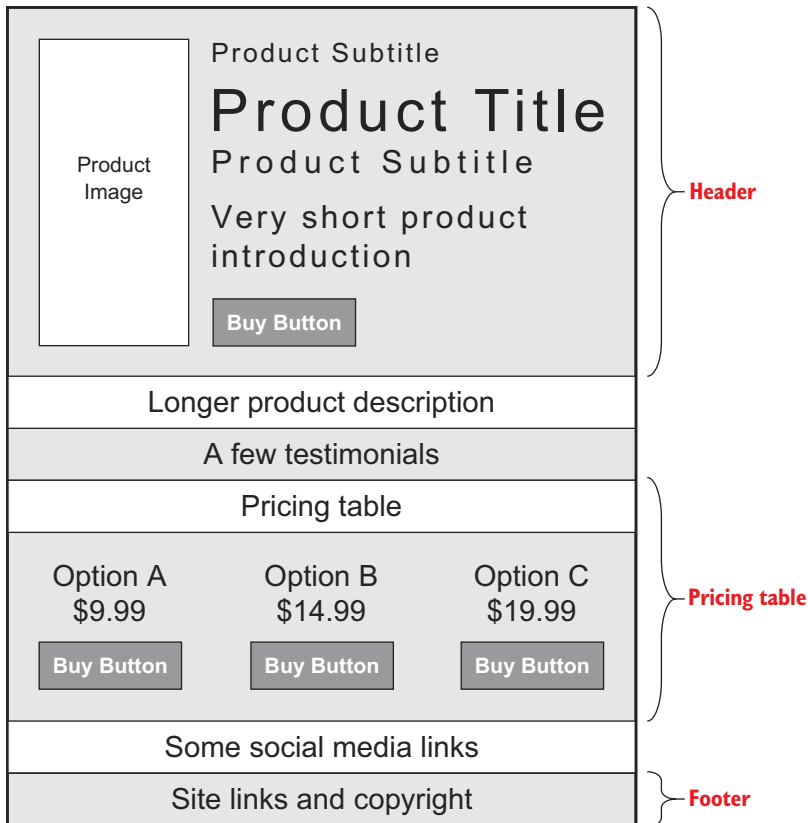 Product Subtitle
Product Title
Product Subtitle
Product
Image
Very short product
introduction
Buy Button
Header
Longer product description
A few testimonials
Pricing table
Option A
$9.99
Buy Button
Option B
$14.99
Buy Button
Option C
$19.99
Buy Button
Pricing table
Some social media links
Site links and copyright
Footer